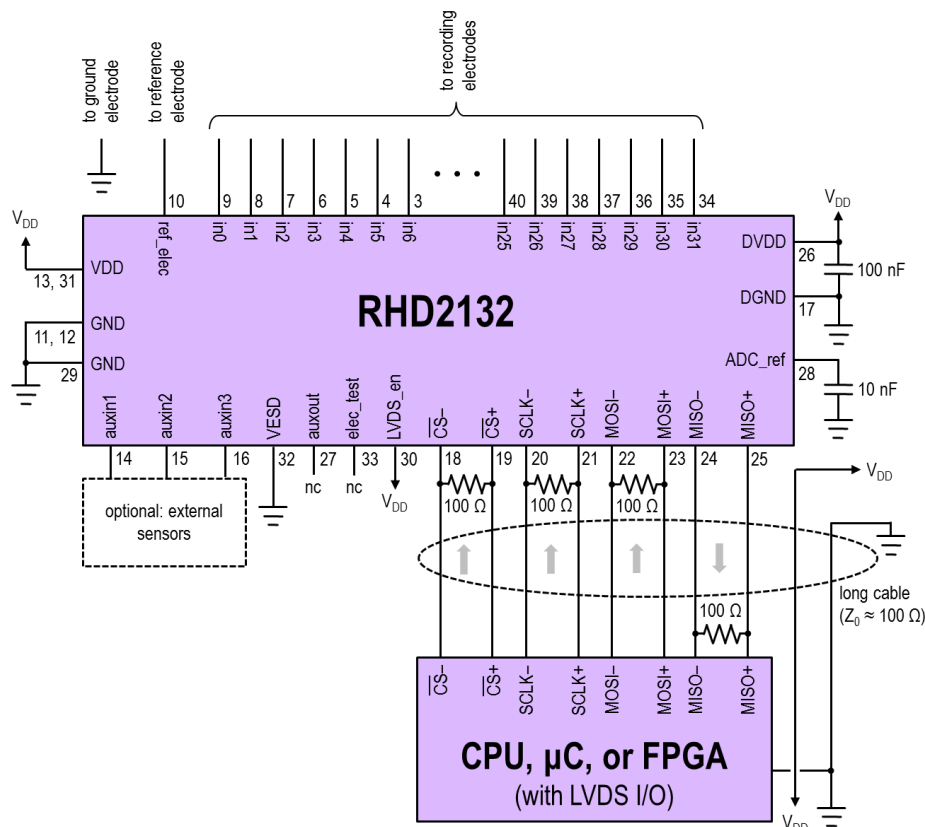 to ground
electrode
to reference
electrode
to recording
electrodes
• • •
10 9 8 7 6 5 4 3 40 39 38 37 36 35 34
ref_elec in0 in1 in2 in3 in4 in5 in6 in25 in26 in27 in28 in29 in30 in31
VDD
VDD
13, 31
GND
11, 12
GND
29
RHD2132
VDD
DVDD
26
100 nF
DGND
17
ADC_ref
28
10 nF
auxin1 auxin2 auxin3 VESD auxout elec_test LVDS_en CS− CS+ SCLK− SCLK+ MOSI− MOSI+ MISO− MISO+
14 15 16 32 27 33 30 18 19 20 21 22 23 24 25
nc nc VDD
100 Ω 100 Ω 100 Ω
VDD
optional: external
sensors
long cable
(Z0 ≈ 100 Ω)
100 Ω
CS− CS+ SCLK− SCLK+ MOSI− MOSI+ MISO− MISO+
CPU, µC, or FPGA
(with LVDS I/O)
VDD